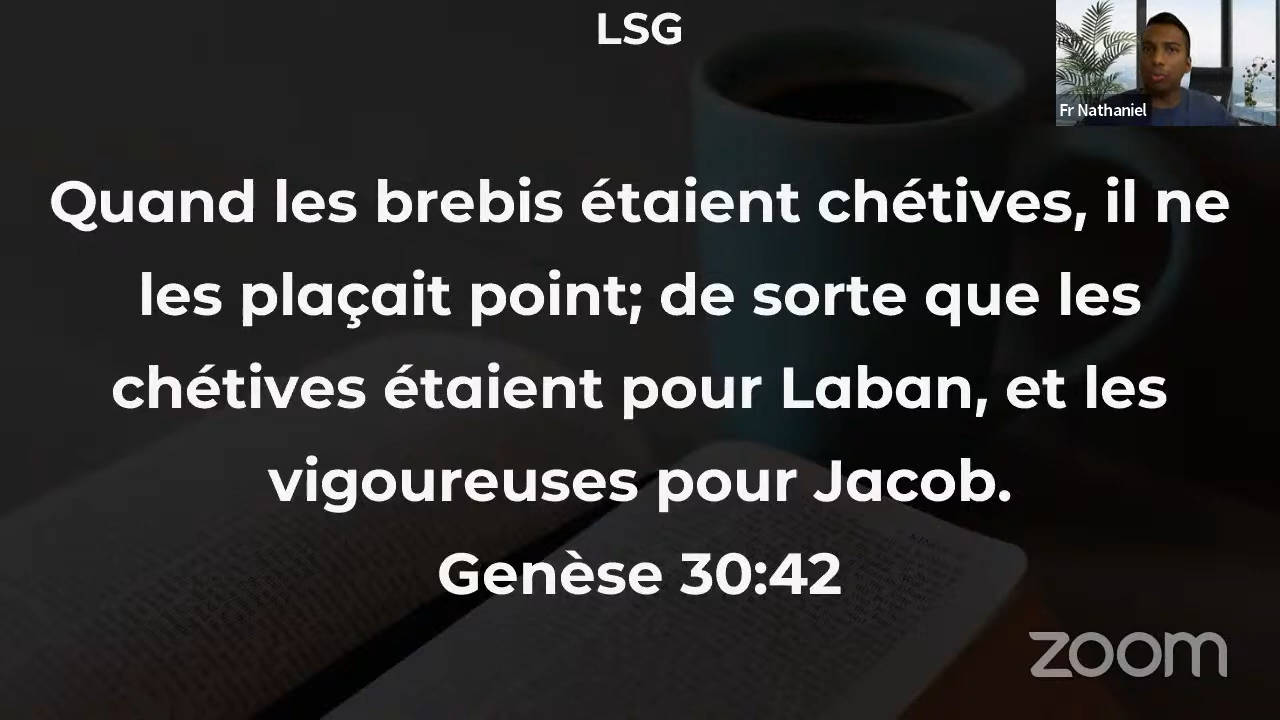 LSG
Fr Nathaniel
Quand les brebis étaient chétives, il ne
les plaçait point; de sorte que les
chétives étaient pour Laban, et les
vigoureuses pour Jacob.
Genèse 30:42
zoom